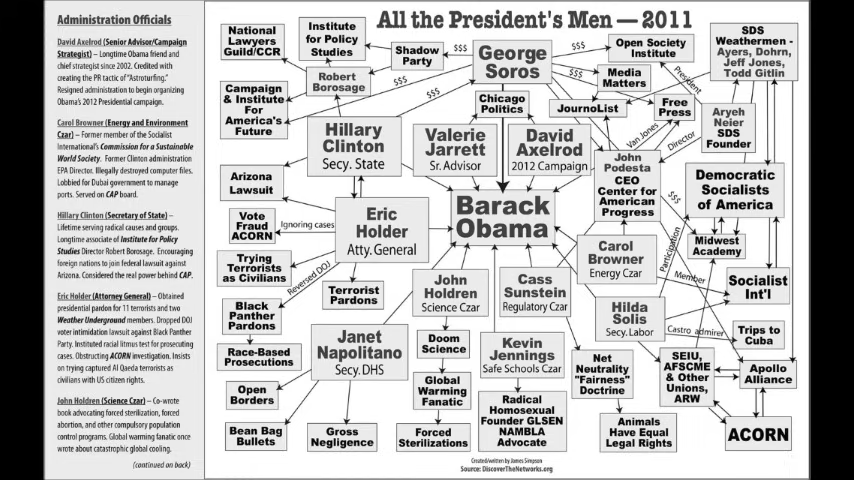 Administration Officials
David Axelrod (Senior Advisor/Campaign
Strategist) – Longtime Obama friend and
chief strategist since 2002. Credited with
creating the PR tactic of "Astroturfing."
Resigned administration to begin organizing
Obama's 2012 Presidential campaign.
Carol Browner (Energy and Environment
Czar) – Former member of the Socialist
International's Commission for a Sustainable
World Society. Former Clinton administration
EPA Director. Illegally destroyed computer files.
Lobbied for Dubai government to manage
ports. Served on CAP board.
Hillary Clinton (Secretary of State) –
Lifetime serving radical causes and groups.
Longtime associate of Institute for Policy
Studies Director Robert Borosage. Encouraging
foreign nations to join federal lawsuit against
Arizona. Considered the real power behind CAP.
Eric Holder (Attorney General) – Obtained
presidential pardon for 11 terrorists and two
Weather Underground members. Dropped DOJ
voter intimidation lawsuit against Black Panther
Party. Instituted racial litmus test for prosecuting
cases. Obstructing ACORN investigation. Insists
on trying captured Al Qaeda terrorists as
civilians with US citizen rights.
John Holdren (Science Czar) – Co-wrote
book advocating forced sterilization, forced
abortion, and other compulsory population
control programs. Global warming fanatic once
wrote about catastrophic global cooling.
(continued on back)
All the President's Men — 2011
National
Lawyers
Guild/CCR
Institute
for Policy
Studies
Shadow
Party
$$$
George
Soros
$$$
Open Society
Institute
SDS
Weathermen -
Ayers, Dohrn,
Jeff Jones,
Todd Gitlin
Robert
Borosage
$$$
$$$
$$$
Media
Matters
President
Campaign
& Institute
For
America's
Future
Chicago
Politics
JournoList
Free
Press
Aryeh
Neier
SDS
Founder
Hillary
Clinton
Secy. State
Valerie
Jarrett
Sr. Advisor
David
Axelrod
2012 Campaign
Van Jones
Director
John
Podesta
CEO
Center for
American
Progress
$$$
Democratic
Socialists
of America
Arizona
Lawsuit
Vote
Fraud
ACORN
Ignoring cases
Eric
Holder
Atty. General
Barack
Obama
Participation
Midwest
Academy
Trying
Terrorists
as Civilians
Reversed DOJ
Terrorist
Pardons
John
Holdren
Science Czar
Cass
Sunstein
Regulatory Czar
Carol
Browner
Energy Czar
Member
Socialist
Int'l
Black
Panther
Pardons
Hilda
Solis
Secy. Labor
Castro admirer
Trips to
Cuba
Race-Based
Prosecutions
Janet
Napolitano
Secy. DHS
Doom
Science
Kevin
Jennings
Safe Schools Czar
Net
Neutrality
"Fairness"
Doctrine
SEIU,
AFSCME
& Other
Unions,
ARW
Apollo
Alliance
Open
Borders
Global
Warming
Fanatic
Radical
Homosexual
Founder GLSEN
NAMBLA
Advocate
Bean Bag
Bullets
Gross
Negligence
Forced
Sterilizations
Animals
Have Equal
Legal Rights
ACORN
Created/written by James Simpson
Source: DiscoverTheNetworks.org